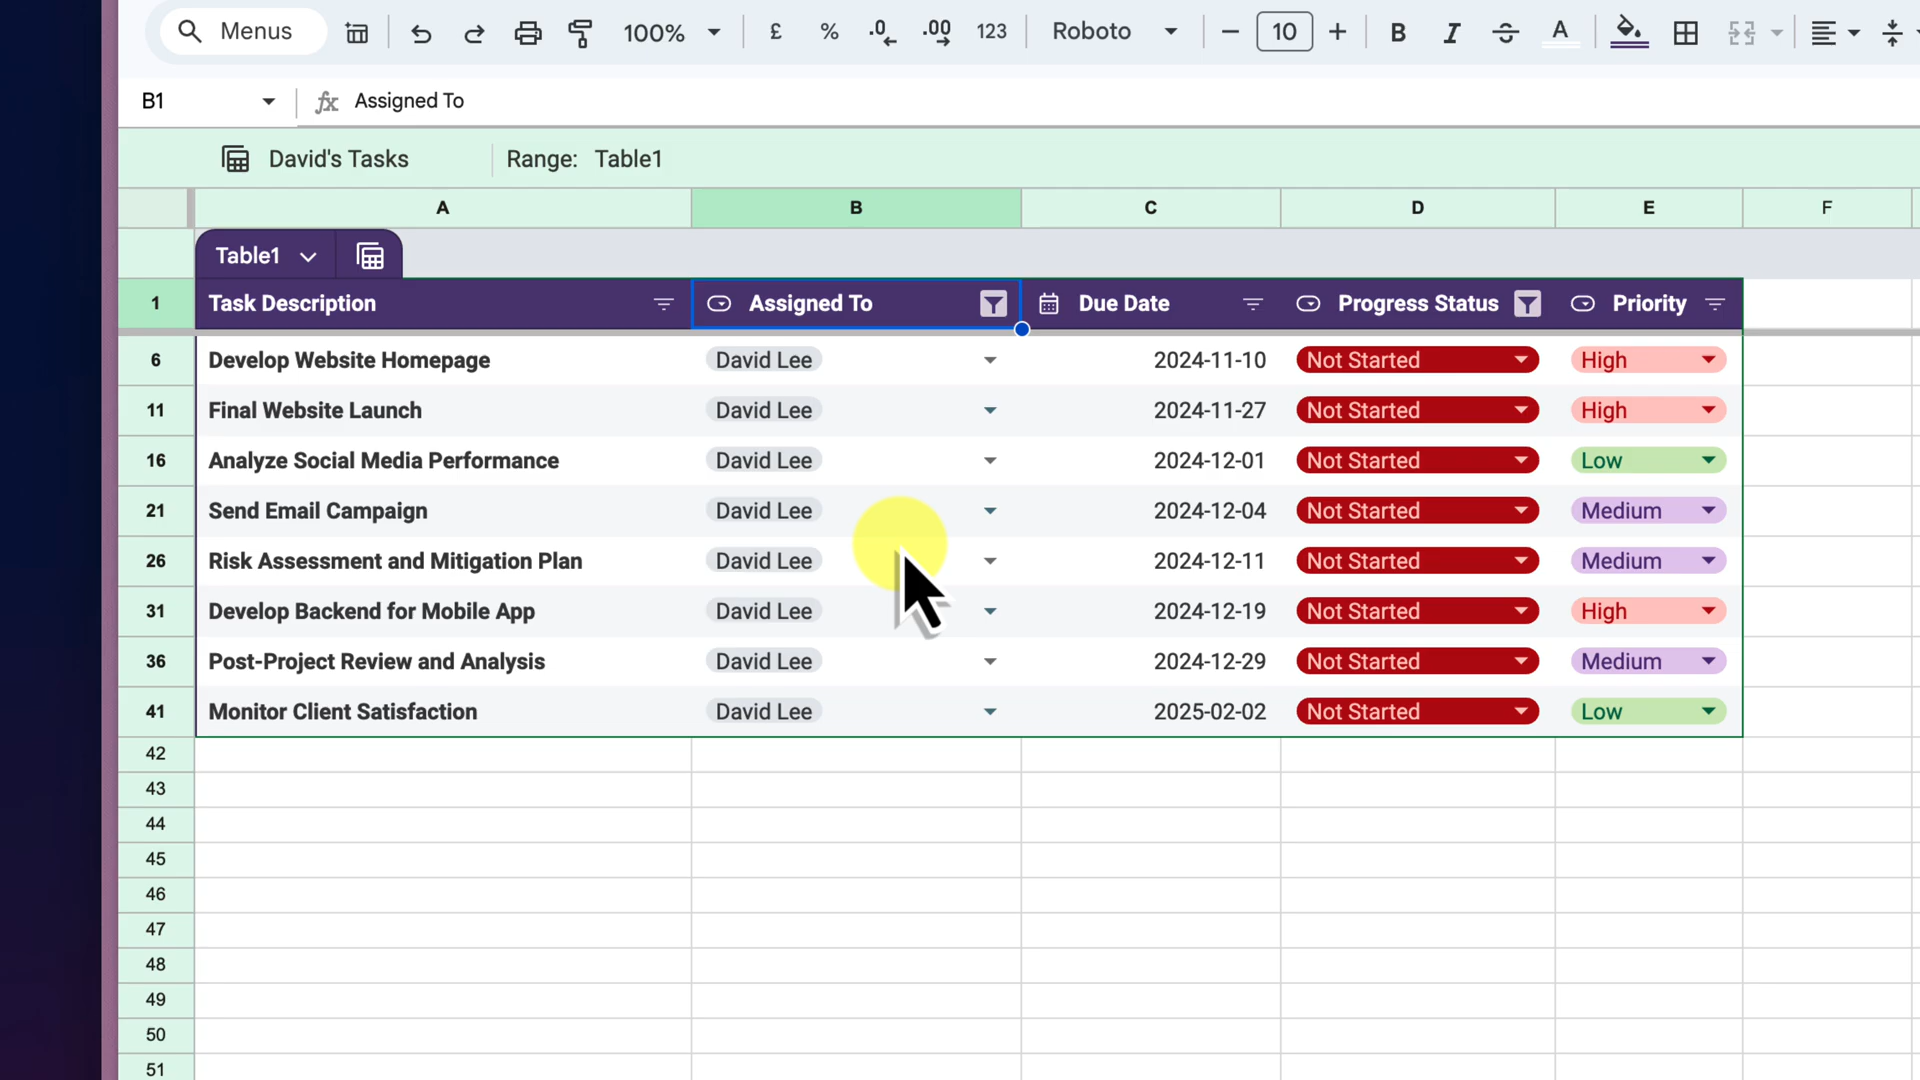 Menus 100% £ % .0 .00 123 Roboto 10 B I S A
B1 fx Assigned To
David's Tasks Range: Table1
A B C D E F
Table1
1 Task Description Assigned To Due Date Progress Status Priority
6 Develop Website Homepage David Lee 2024-11-10 Not Started High
11 Final Website Launch David Lee 2024-11-27 Not Started High
16 Analyze Social Media Performance David Lee 2024-12-01 Not Started Low
21 Send Email Campaign David Lee 2024-12-04 Not Started Medium
26 Risk Assessment and Mitigation Plan David Lee 2024-12-11 Not Started Medium
31 Develop Backend for Mobile App David Lee 2024-12-19 Not Started High
36 Post-Project Review and Analysis David Lee 2024-12-29 Not Started Medium
41 Monitor Client Satisfaction David Lee 2025-02-02 Not Started Low
42
43
44
45
46
47
48
49
50
51